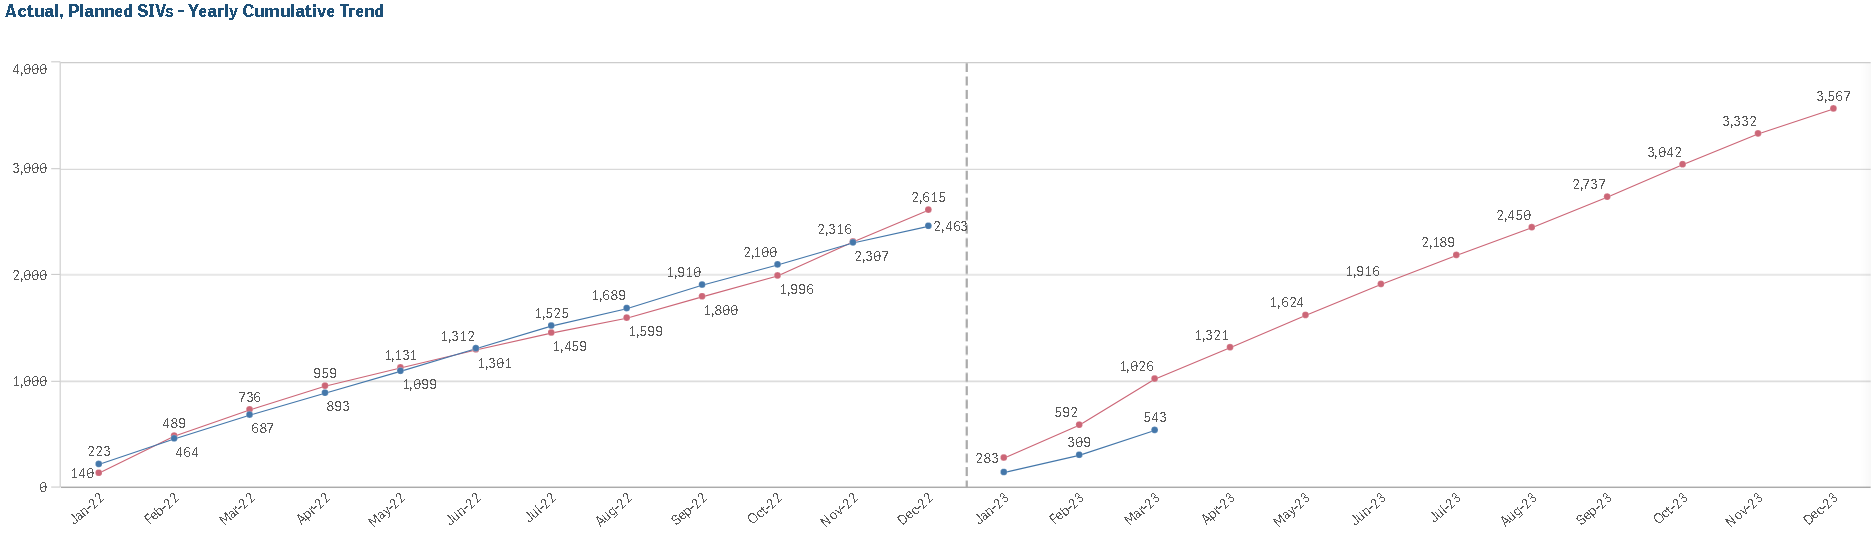 Actual, Planned SIVs - Yearly Cumulative Trend
4,000
3,000
2,000
1,000
0
223
140
489
464
736
687
959
893
1,131
1,099
1,312
1,301
1,525
1,459
1,689
1,599
1,910
1,800
2,100
1,996
2,316
2,307
2,615
2,463
283
592
309
1,026
543
1,321
1,624
1,916
2,189
2,450
2,737
3,042
3,332
3,567
Jan-22
Feb-22
Mar-22
Apr-22
May-22
Jun-22
Jul-22
Aug-22
Sep-22
Oct-22
Nov-22
Dec-22
Jan-23
Feb-23
Mar-23
Apr-23
May-23
Jun-23
Jul-23
Aug-23
Sep-23
Oct-23
Nov-23
Dec-23